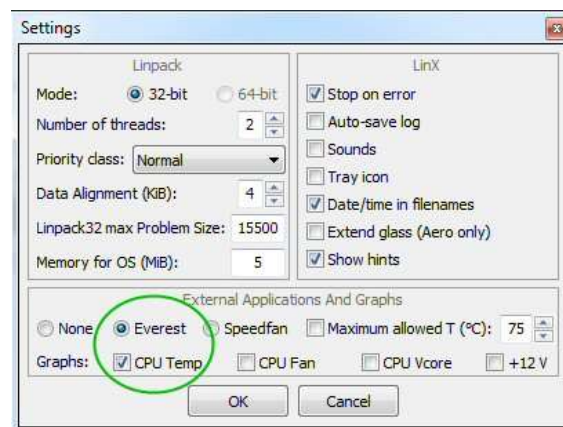 Settings
Linpack
Mode: 32-bit 64-bit
Number of threads: 2
Priority class: Normal
Data Alignment (KiB): 4
Linpack32 max Problem Size: 15500
Memory for OS (MiB): 5
LinX
Stop on error
Auto-save log
Sounds
Tray icon
Date/time in filenames
Extend glass (Aero only)
Show hints
External Applications And Graphs
None Everest Speedfan Maximum allowed T (ºC): 75
Graphs: CPU Temp CPU Fan CPU Vcore +12 V
OK Cancel